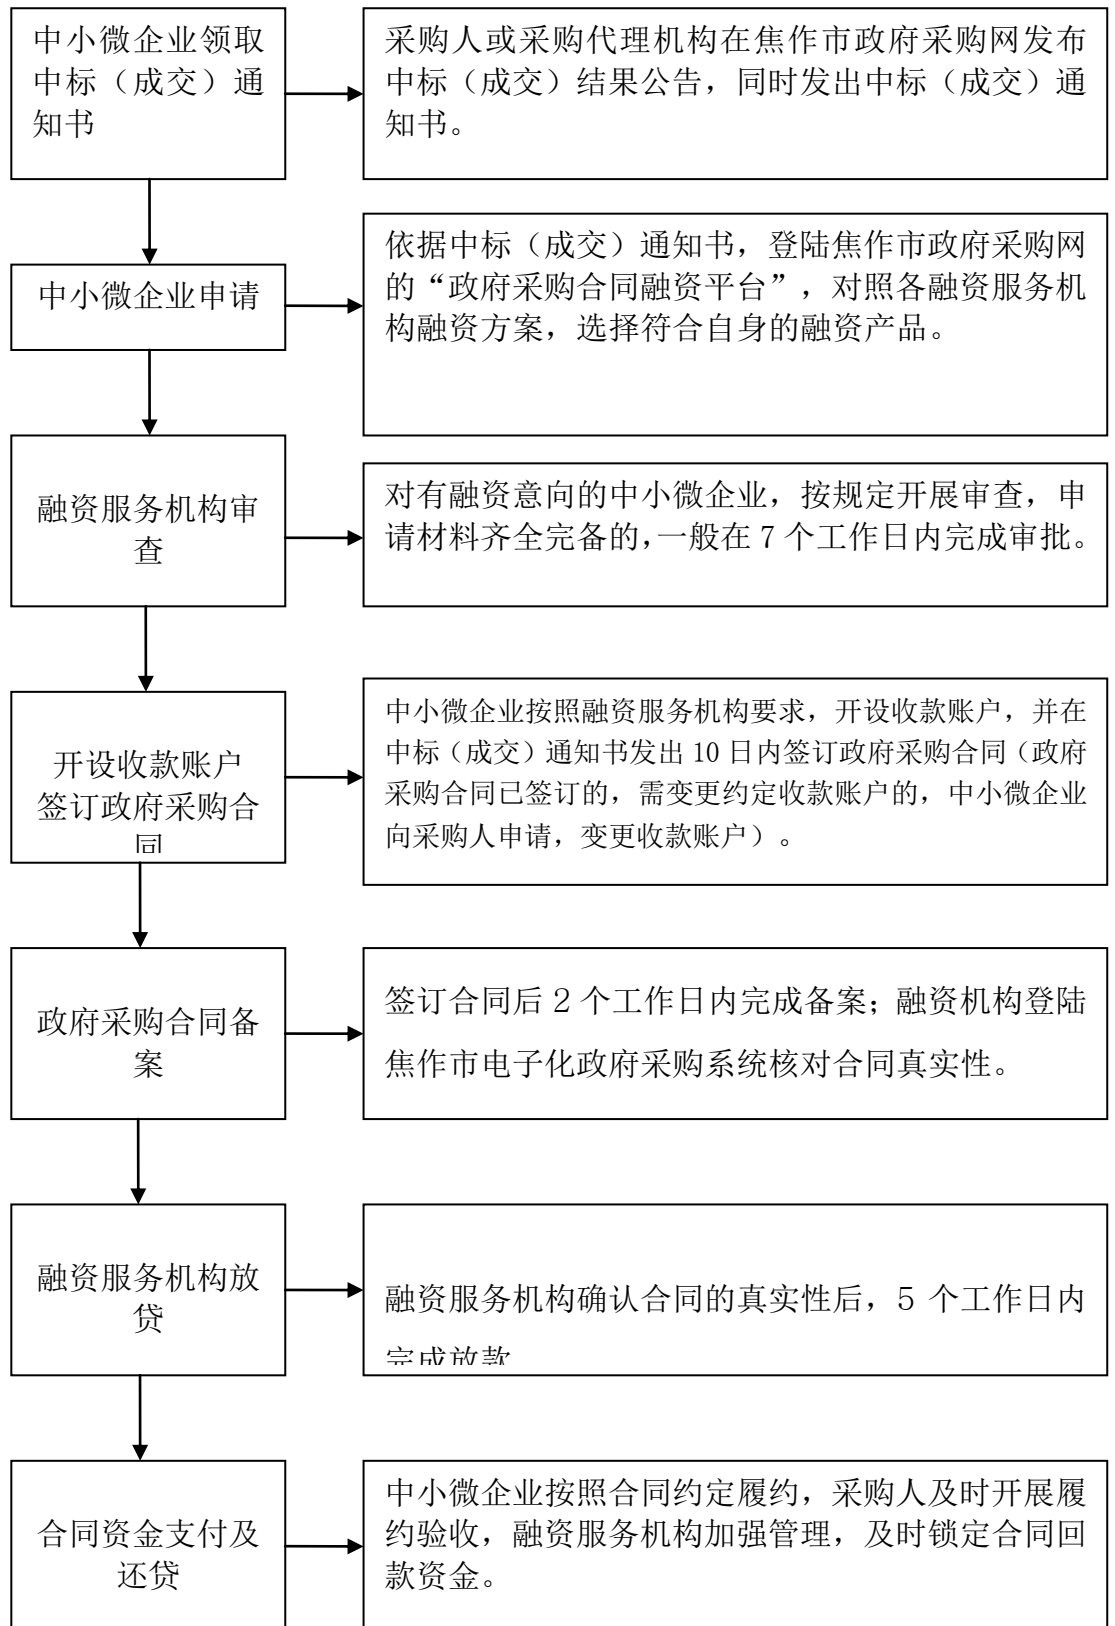 中小微企业领取
中标（成交）通
知书
采购人或采购代理机构在焦作市政府采购网发布
中标（成交）结果公告，同时发出中标（成交）通
知书。
中小微企业申请
依据中标（成交）通知书，登陆焦作市政府采购网
的“政府采购合同融资平台”，对照各融资服务机
构融资方案，选择符合自身的融资产品。
融资服务机构审
查
对有融资意向的中小微企业，按规定开展审查，申
请材料齐全完备的，一般在 7 个工作日内完成审批。
开设收款账户
签订政府采购合
同
中小微企业按照融资服务机构要求，开设收款账户，并在
中标（成交）通知书发出 10 日内签订政府采购合同（政府
采购合同已签订的，需变更约定收款账户的，中小微企业
向采购人申请，变更收款账户）。
政府采购合同备
案
签订合同后 2 个工作日内完成备案；融资机构登陆
焦作市电子化政府采购系统核对合同真实性。
融资服务机构放
贷
融资服务机构确认合同的真实性后，5 个工作日内
完成放款
合同资金支付及
还贷
中小微企业按照合同约定履约，采购人及时开展履
约验收，融资服务机构加强管理，及时锁定合同回
款资金。